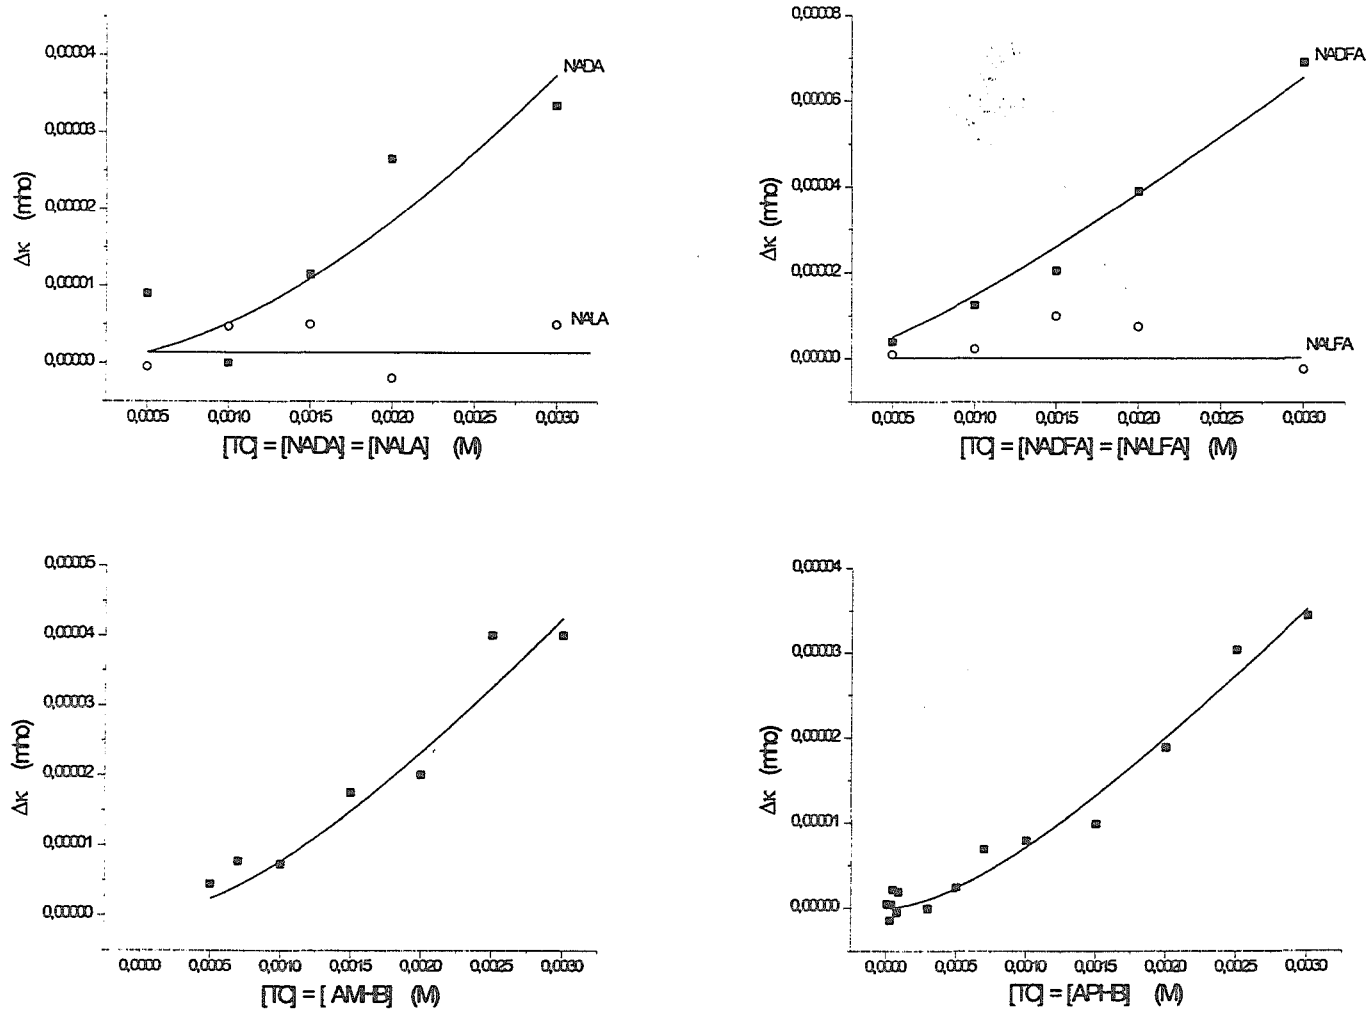 0,00004
0,00003
0,00002
0,00001
0,00000
Δκ (mho)
NADA
NALA
0,0005 0,0010 0,0015 0,0020 0,0025 0,0030
[TC] = [NADA] = [NALA] (M)
0,00008
0,00006
0,00004
0,00002
0,00000
Δκ (mho)
NADFA
NALFA
0,0005 0,0010 0,0015 0,0020 0,0025 0,0030
[TC] = [NADFA] = [NALFA] (M)
0,00005
0,00004
0,00003
0,00002
0,00001
0,00000
Δκ (mho)
0,0000 0,0005 0,0010 0,0015 0,0020 0,0025 0,0030
[TC] = [ AMHB] (M)
0,00004
0,00003
0,00002
0,00001
0,00000
Δκ (mho)
0,0000 0,0005 0,0010 0,0015 0,0020 0,0025 0,0030
[TC] = [APHB] (M)